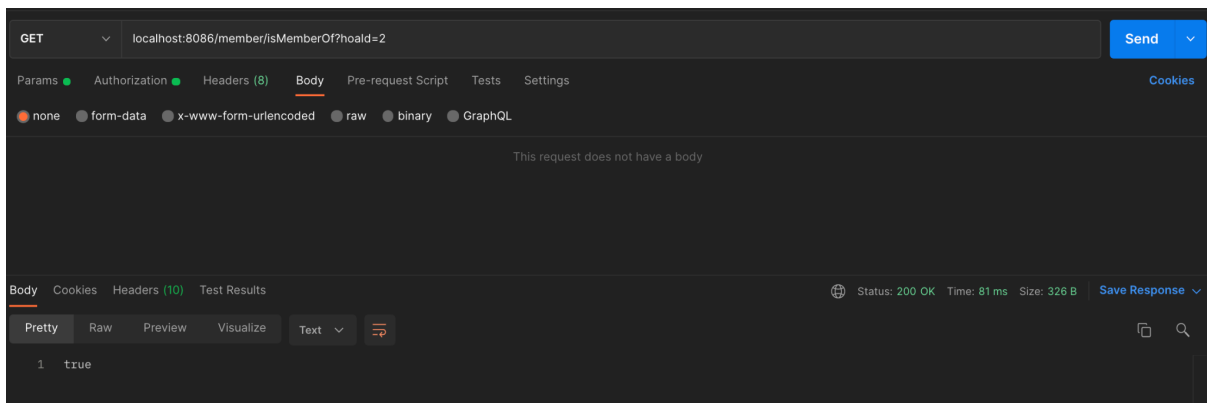 GET localhost:8086/member/isMemberOf?hoaId=2 Send
Params Authorization Headers (8) Body Pre-request Script Tests Settings Cookies
none form-data x-www-form-urlencoded raw binary GraphQL
This request does not have a body
Body Cookies Headers (10) Test Results Status: 200 OK Time: 81 ms Size: 326 B Save Response
Pretty Raw Preview Visualize Text
1 true